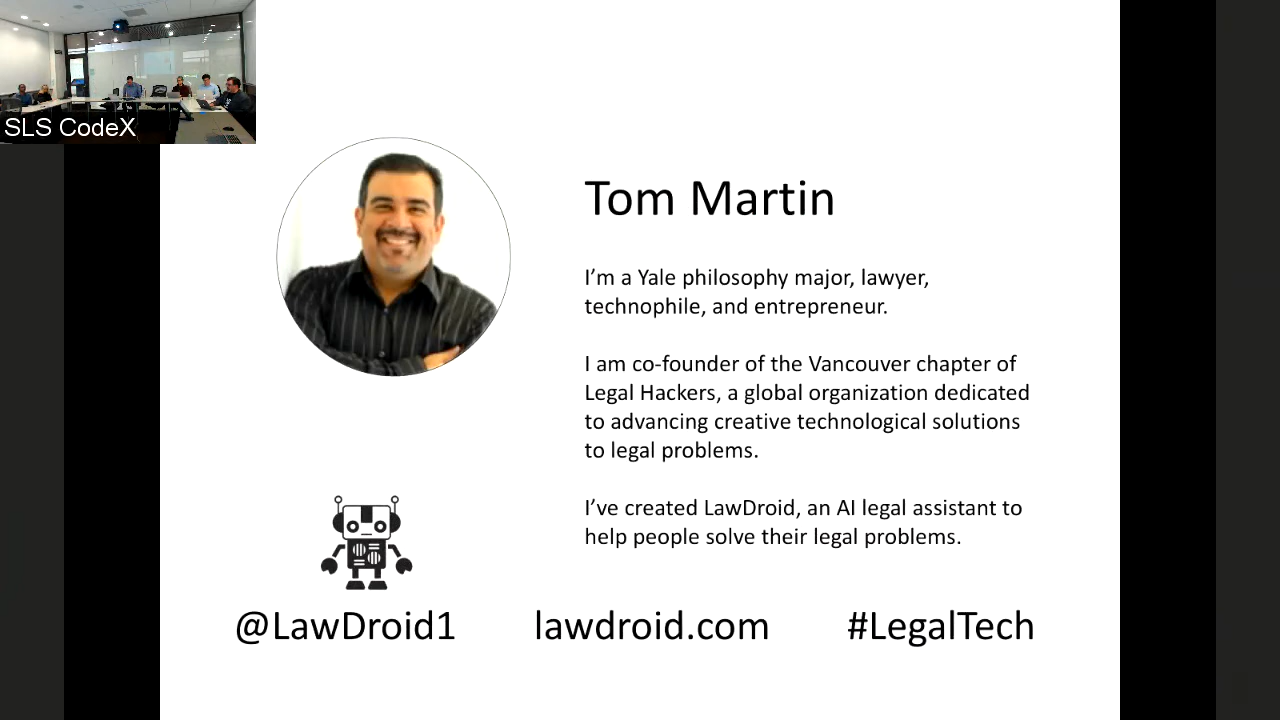 SLS CodeX
Tom Martin
I'm a Yale philosophy major, lawyer,
technophile, and entrepreneur.
I am co-founder of the Vancouver chapter of
Legal Hackers, a global organization dedicated
to advancing creative technological solutions
to legal problems.
I've created LawDroid, an AI legal assistant to
help people solve their legal problems.
@LawDroid1
lawdroid.com
#LegalTech